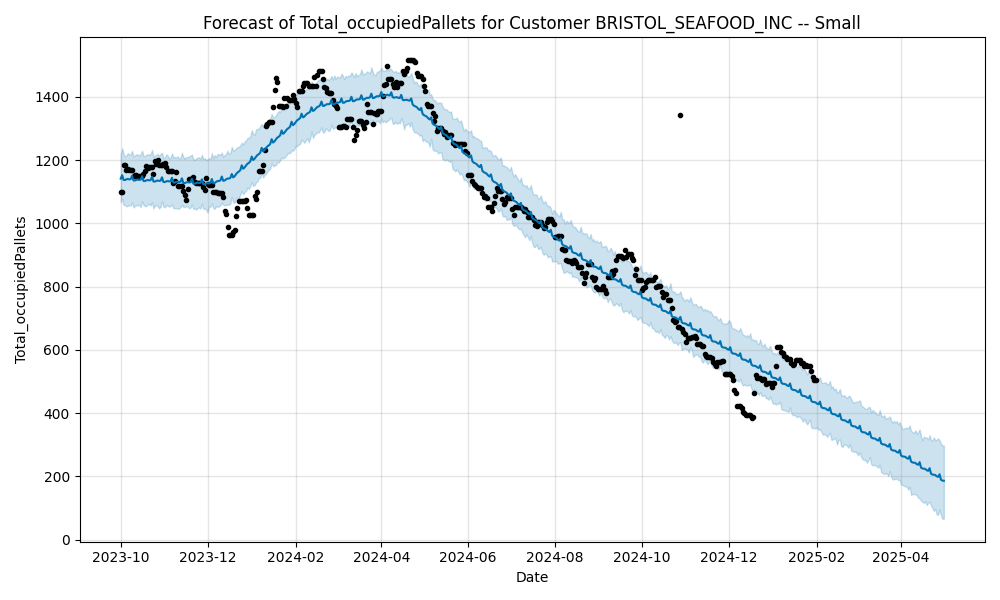 Forecast of Total_occupiedPallets for Customer BRISTOL_SEAFOOD_INC -- Small
Total_occupiedPallets
1400
1200
1000
800
600
400
200
0
2023-10 2023-12 2024-02 2024-04 2024-06 2024-08 2024-10 2024-12 2025-02 2025-04
Date